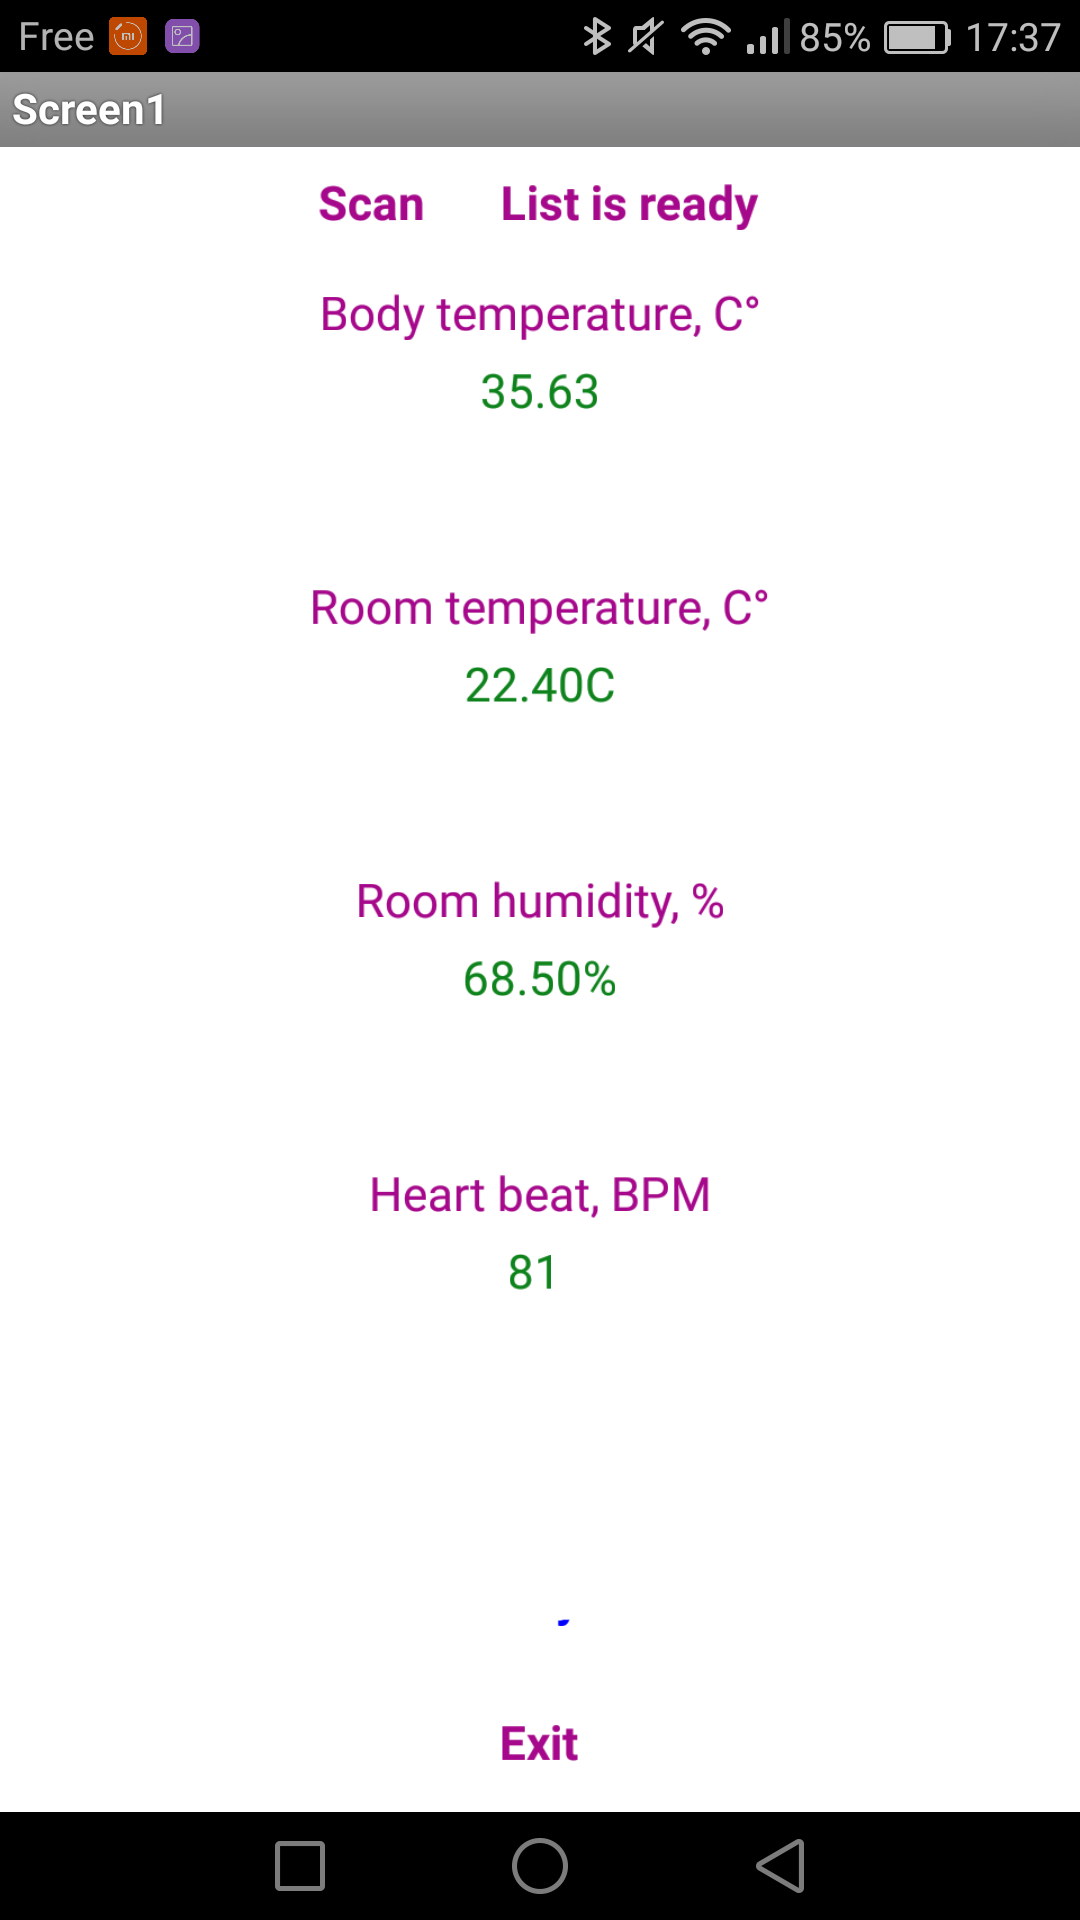 Free 85% 17:37
Screen1
Scan List is ready
Body temperature, C°
35.63
Room temperature, C°
22.40C
Room humidity, %
68.50%
Heart beat, BPM
81
Exit